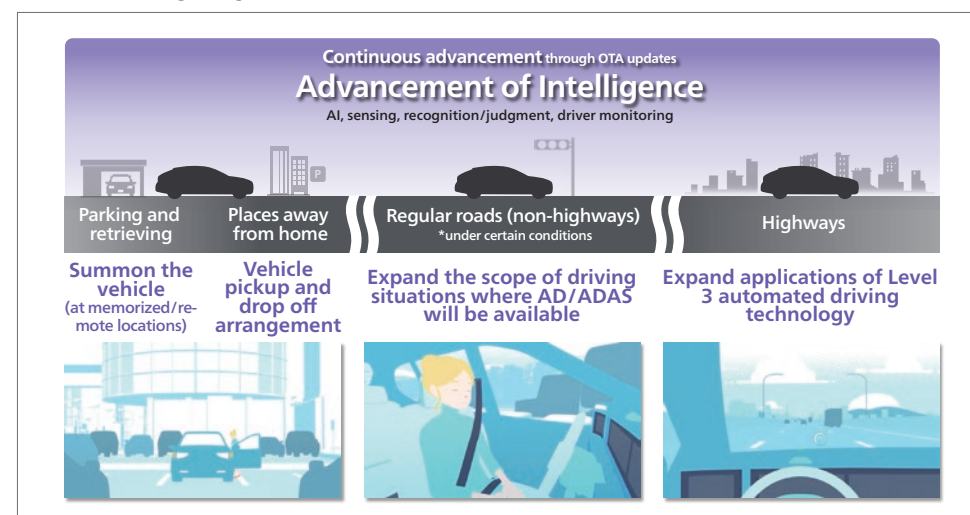 Continuous advancement through OTA updates
Advancement of Intelligence
AI, sensing, recognition/judgment, driver monitoring
P
Parking and
retrieving
Places away
from home
Regular roads (non-highways)
*under certain conditions
Highways
Summon the
vehicle
(at memorized/re-
mote locations)
Vehicle
pickup and
drop off
arrangement
Expand the scope of driving
situations where AD/ADAS
will be available
Expand applications of Level
3 automated driving
technology